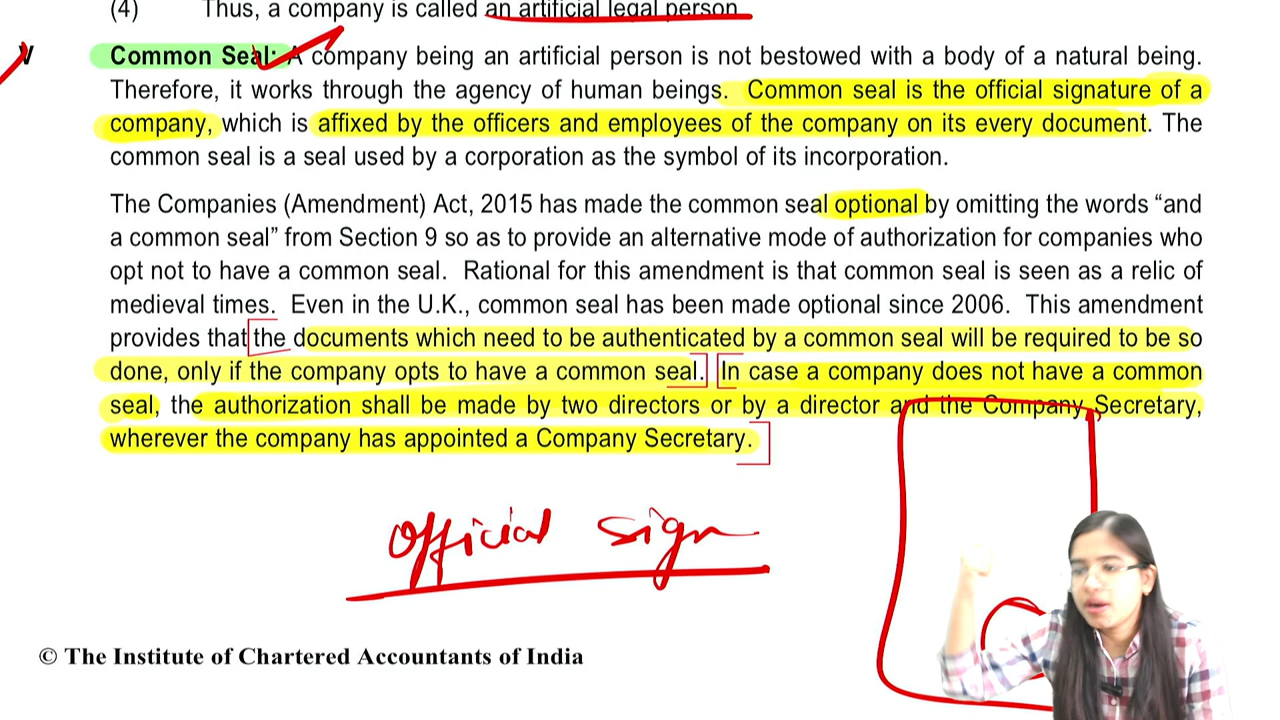 (4) Thus, a company is called an artificial legal person
V Common Seal: A company being an artificial person is not bestowed with a body of a natural being.
Therefore, it works through the agency of human beings. Common seal is the official signature of a
company, which is affixed by the officers and employees of the company on its every document. The
common seal is a seal used by a corporation as the symbol of its incorporation.
The Companies (Amendment) Act, 2015 has made the common seal optional by omitting the words “and
a common seal” from Section 9 so as to provide an alternative mode of authorization for companies who
opt not to have a common seal. Rational for this amendment is that common seal is seen as a relic of
medieval times. Even in the U.K., common seal has been made optional since 2006. This amendment
provides that the documents which need to be authenticated by a common seal will be required to be so
done, only if the company opts to have a common seal. In case a company does not have a common
seal, the authorization shall be made by two directors or by a director and the Company Secretary,
wherever the company has appointed a Company Secretary.
official sign
© The Institute of Chartered Accountants of India